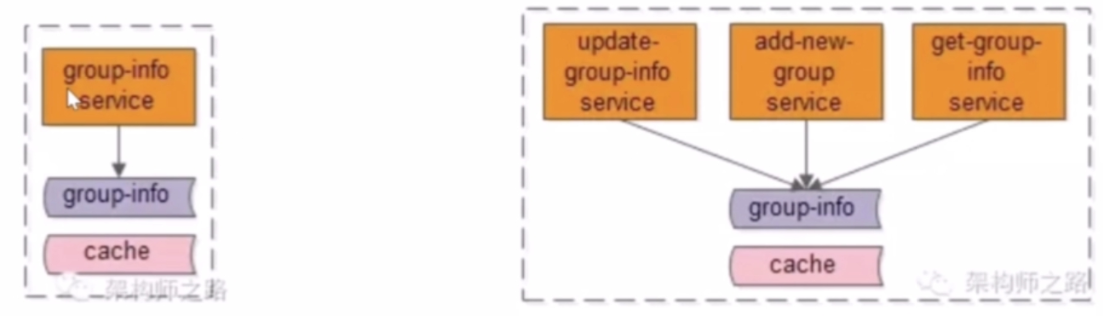 group-info
service
group-info
cache
架构师之路
update-
group-info
service
add-new-
group
service
get-group-
info
service
group-info
cache
架构师之路